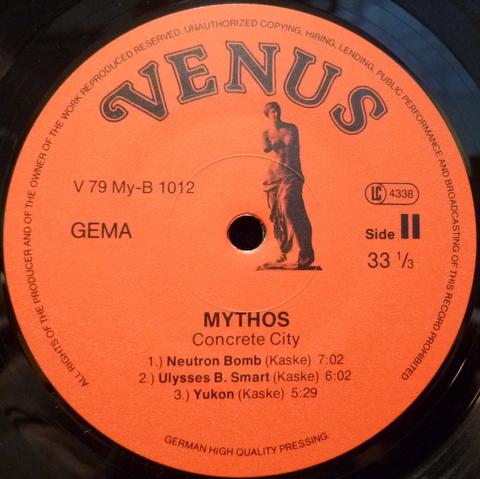 ALL RIGHTS OF THE PRODUCER AND OF THE OWNER OF THE WORK REPRODUCED RESERVED. UNAUTHORIZED COPYING, HIRING, LENDING, PUBLIC PERFORMANCE AND BROADCASTING OF THIS RECORD PROHIBITED
VENUS
V 79 My-B 1012
LC 4338
GEMA
Side II
33 1/3
MYTHOS
Concrete City
1.) Neutron Bomb (Kaske) 7:02
2.) Ulysses B. Smart (Kaske) 6:02
3.) Yukon (Kaske) 5:29
GERMAN HIGH QUALITY PRESSING.